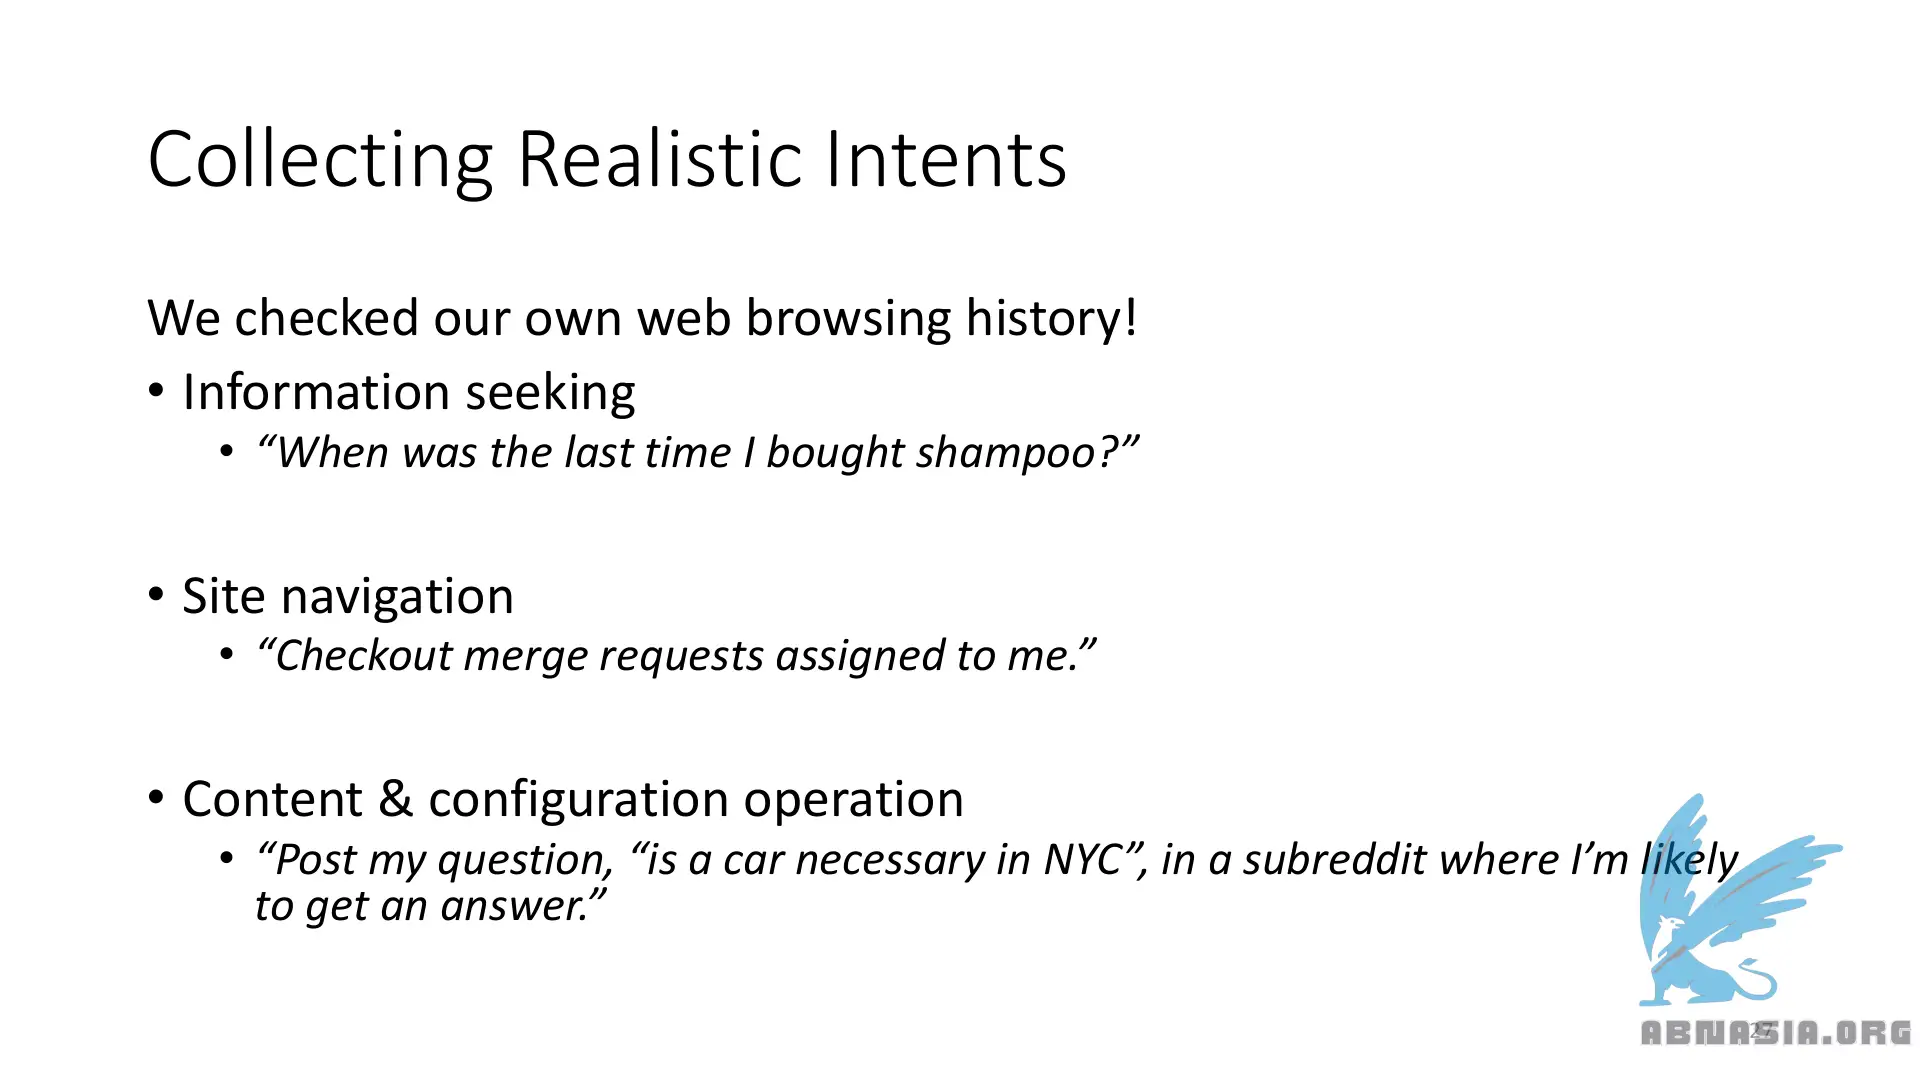 Collecting Realistic Intents
We checked our own web browsing history!
• Information seeking
• “When was the last time I bought shampoo?”
• Site navigation
• “Checkout merge requests assigned to me.”
• Content & configuration operation
• “Post my question, “is a car necessary in NYC”, in a subreddit where I’m likely
to get an answer.”
27
ABNASIA.ORG